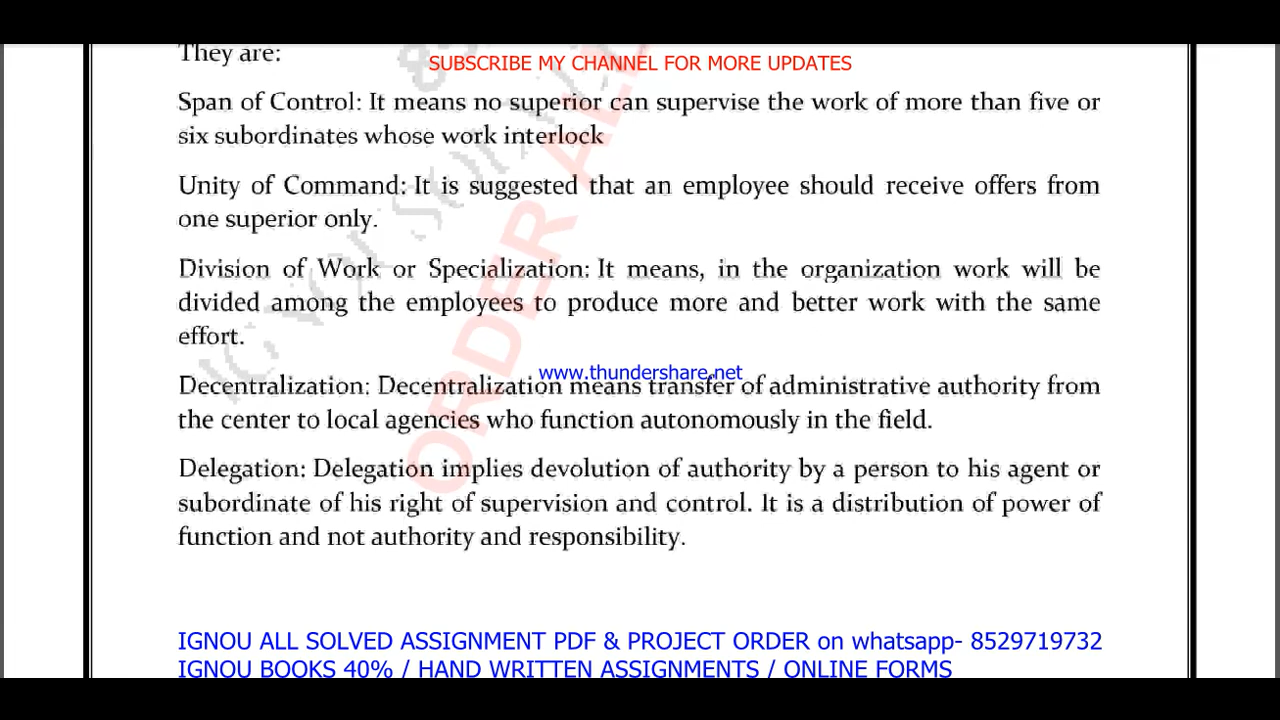 They are:
SUBSCRIBE MY CHANNEL FOR MORE UPDATES
Span of Control: It means no superior can supervise the work of more than five or
six subordinates whose work interlock
Unity of Command: It is suggested that an employee should receive offers from
one superior only.
Division of Work or Specialization: It means, in the organization work will be
divided among the employees to produce more and better work with the same
effort.
www.thundershare.net
Decentralization: Decentralization means transfer of administrative authority from
the center to local agencies who function autonomously in the field.
Delegation: Delegation implies devolution of authority by a person to his agent or
subordinate of his right of supervision and control. It is a distribution of power of
function and not authority and responsibility.
IGNOU ALL SOLVED ASSIGNMENT PDF & PROJECT ORDER on whatsapp- 8529719732
IGNOU BOOKS 40% / HAND WRITTEN ASSIGNMENTS / ONLINE FORMS
ORDER